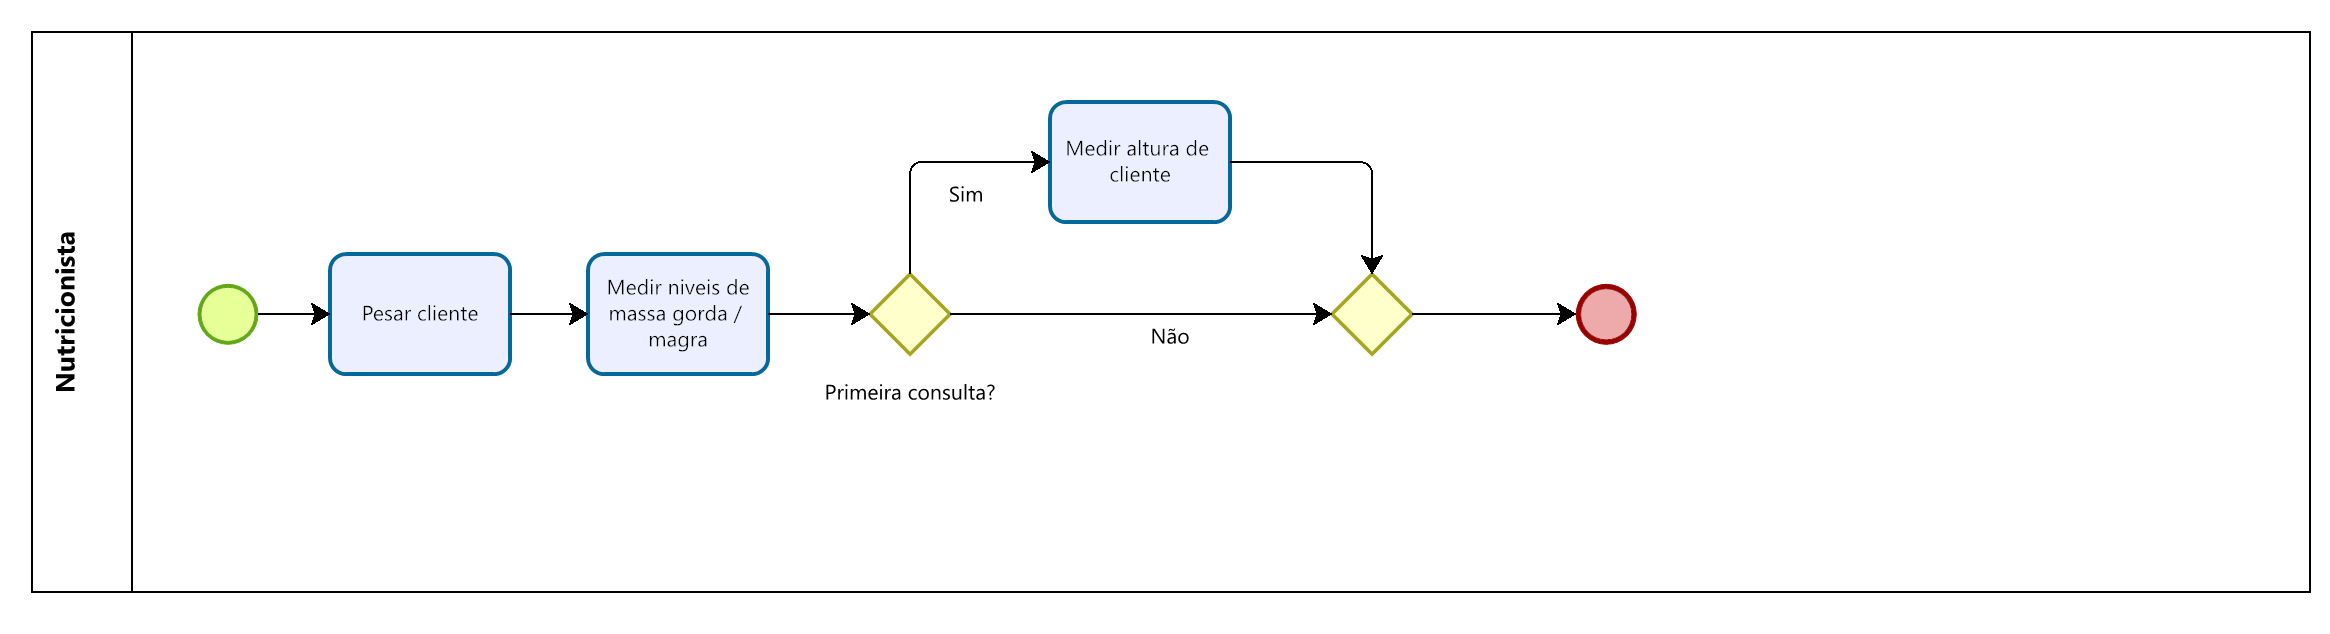 Nutricionista
Pesar cliente
Medir niveis de
massa gorda /
magra
Primeira consulta?
Sim
Medir altura de
cliente
Não